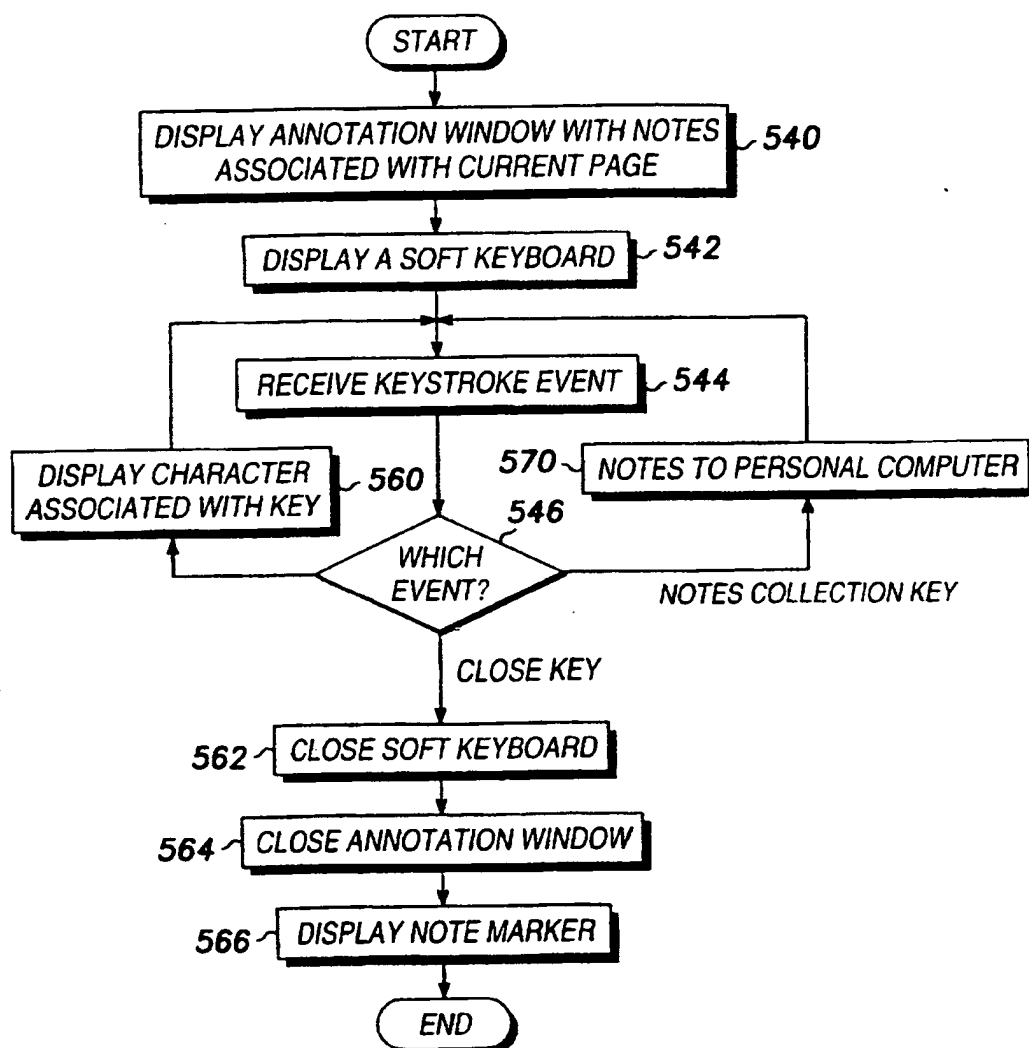 START
DISPLAY ANNOTATION WINDOW WITH NOTES
ASSOCIATED WITH CURRENT PAGE
540
DISPLAY A SOFT KEYBOARD
542
RECEIVE KEYSTROKE EVENT
544
DISPLAY CHARACTER
ASSOCIATED WITH KEY
560
570
NOTES TO PERSONAL COMPUTER
546
WHICH
EVENT?
NOTES COLLECTION KEY
CLOSE KEY
562
CLOSE SOFT KEYBOARD
564
CLOSE ANNOTATION WINDOW
566
DISPLAY NOTE MARKER
END